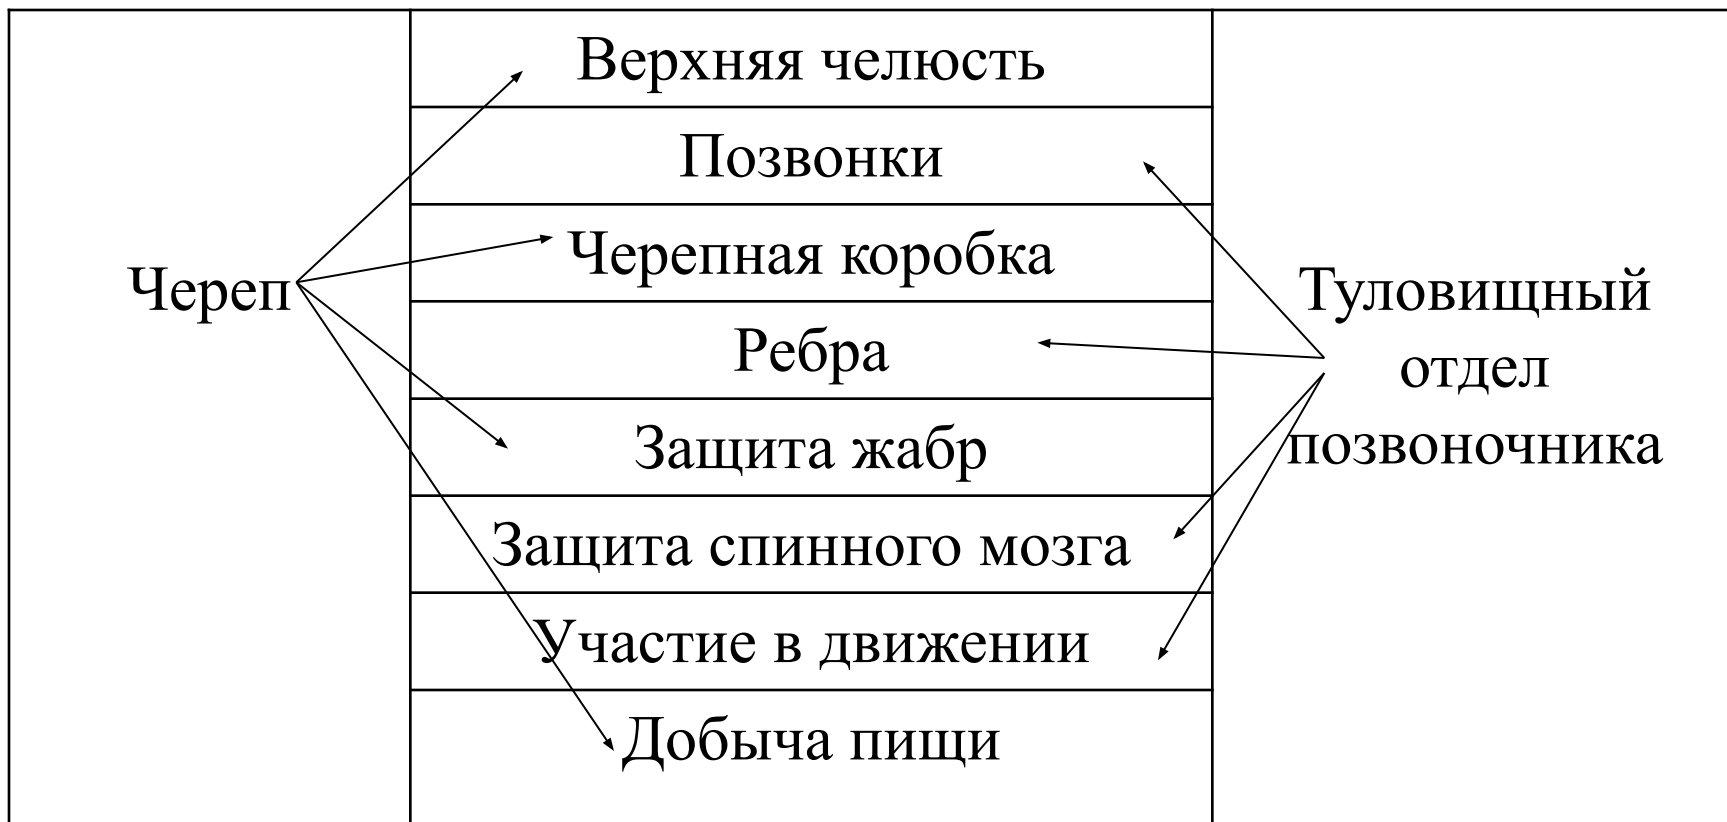 Череп
Верхняя челюсть
Позвонки
Черепная коробка
Ребра
Защита жабр
Защита спинного мозга
Участие в движении
Добыча пищи
Туловищный
отдел
позвоночника